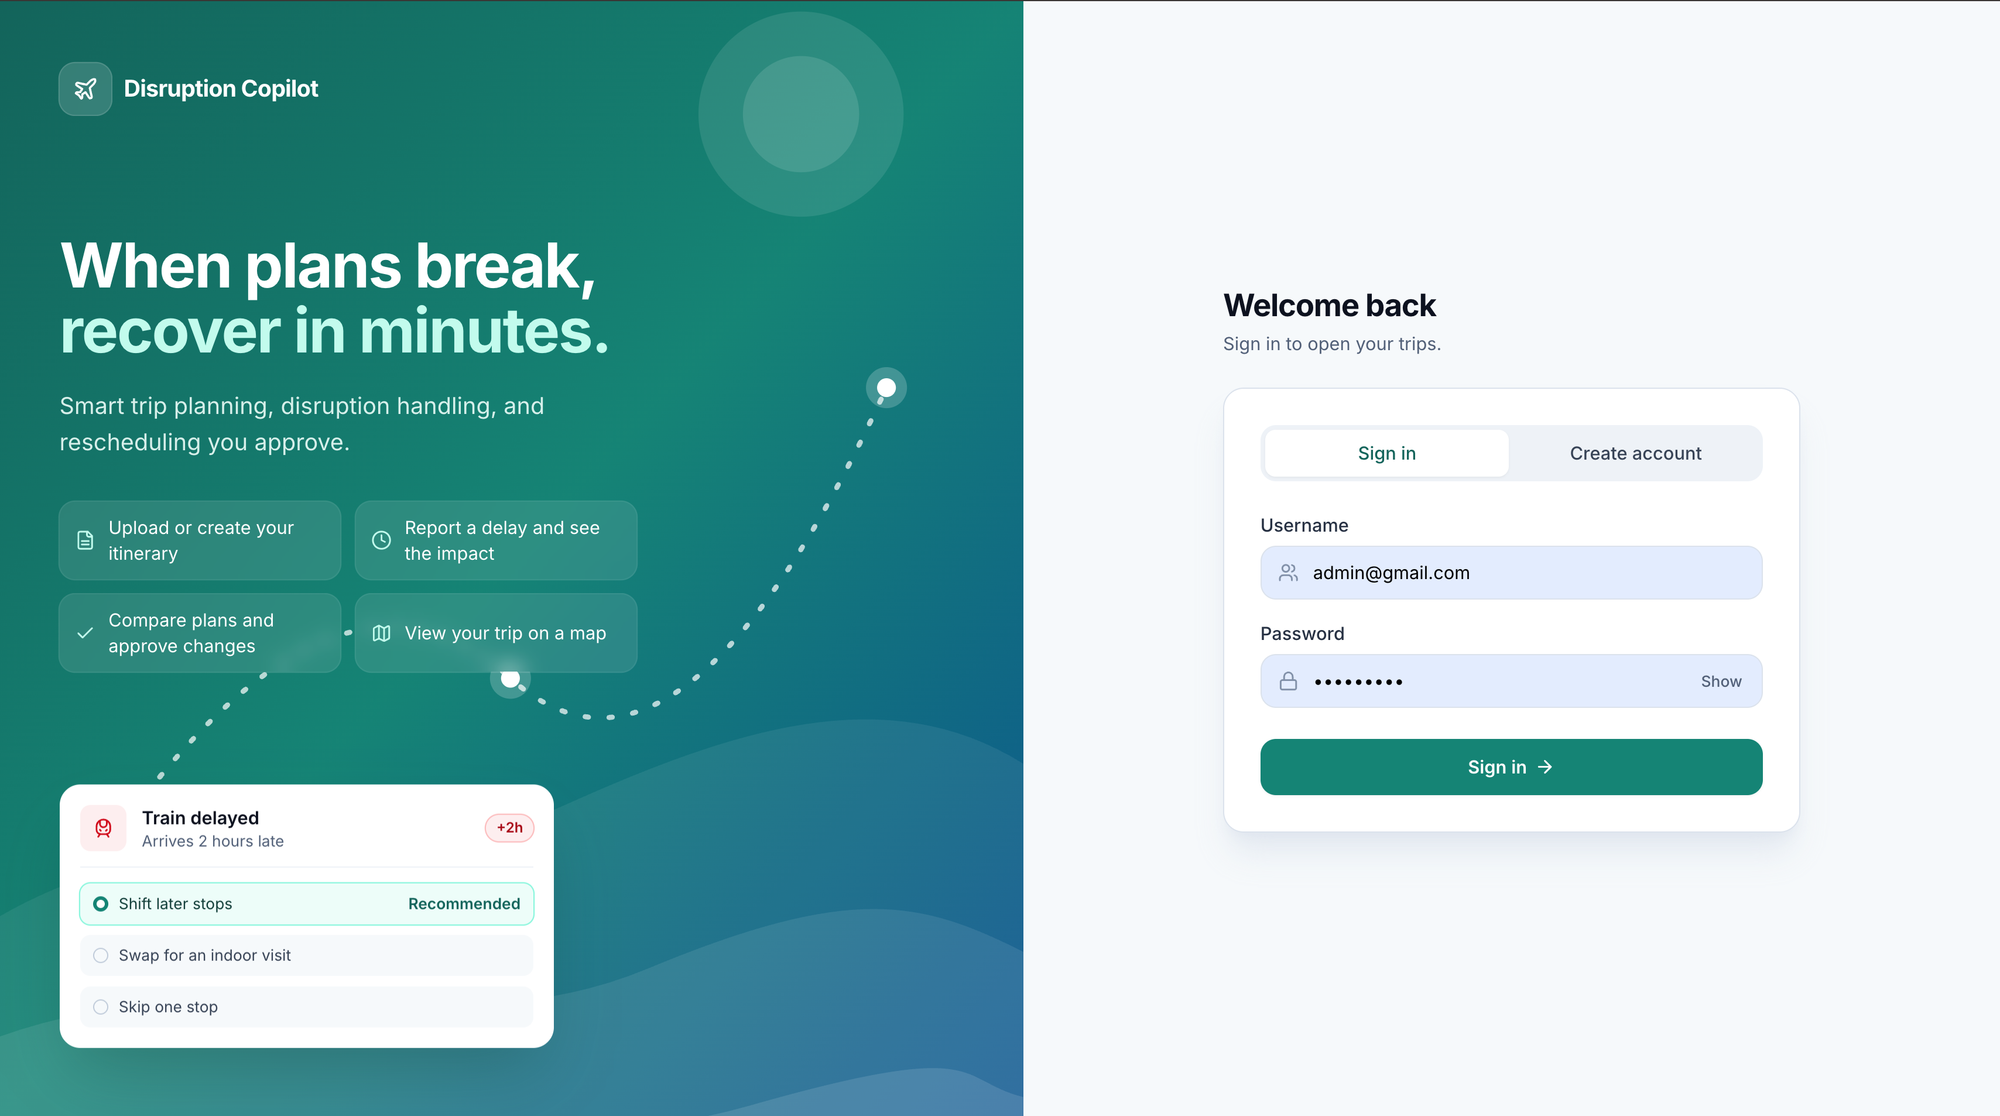 Disruption Copilot
When plans break,
recover in minutes.
Smart trip planning, disruption handling, and
rescheduling you approve.
Upload or create your
itinerary
Report a delay and see
the impact
Compare plans and
approve changes
View your trip on a map
Train delayed
Arrives 2 hours late
+2h
Shift later stops
Recommended
Swap for an indoor visit
Skip one stop
Welcome back
Sign in to open your trips.
Sign in
Create account
Username
admin@gmail.com
Password
•••••••••
Show
Sign in →